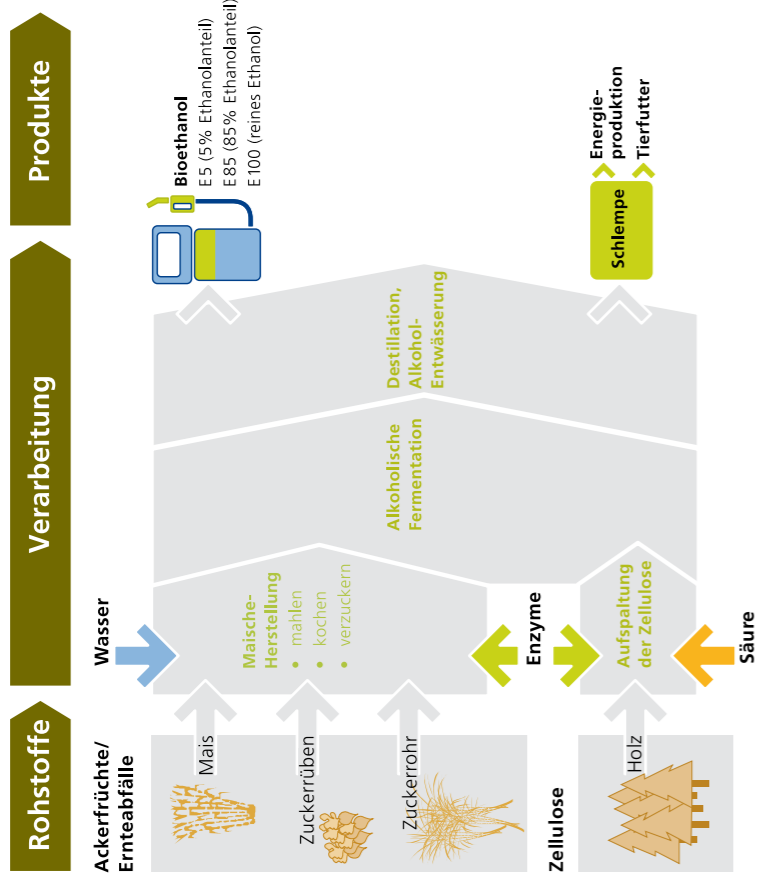 Rohstoffe
Verarbeitung
Produkte
Ackerfrüchte/
Ernteabfälle
Mais
Zuckerrüben
Zuckerrohr
Zellulose
Holz
Wasser
Maische-
Herstellung
• mahlen
• kochen
• verzuckern
Enzyme
Aufspaltung
der Zellulose
Säure
Alkoholische
Fermentation
Destillation,
Alkohol-
Entwässerung
Bioethanol
E5 (5% Ethanolanteil)
E85 (85% Ethanolanteil)
E100 (reines Ethanol)
Schlempe
Energie-
produktion
Tierfutter